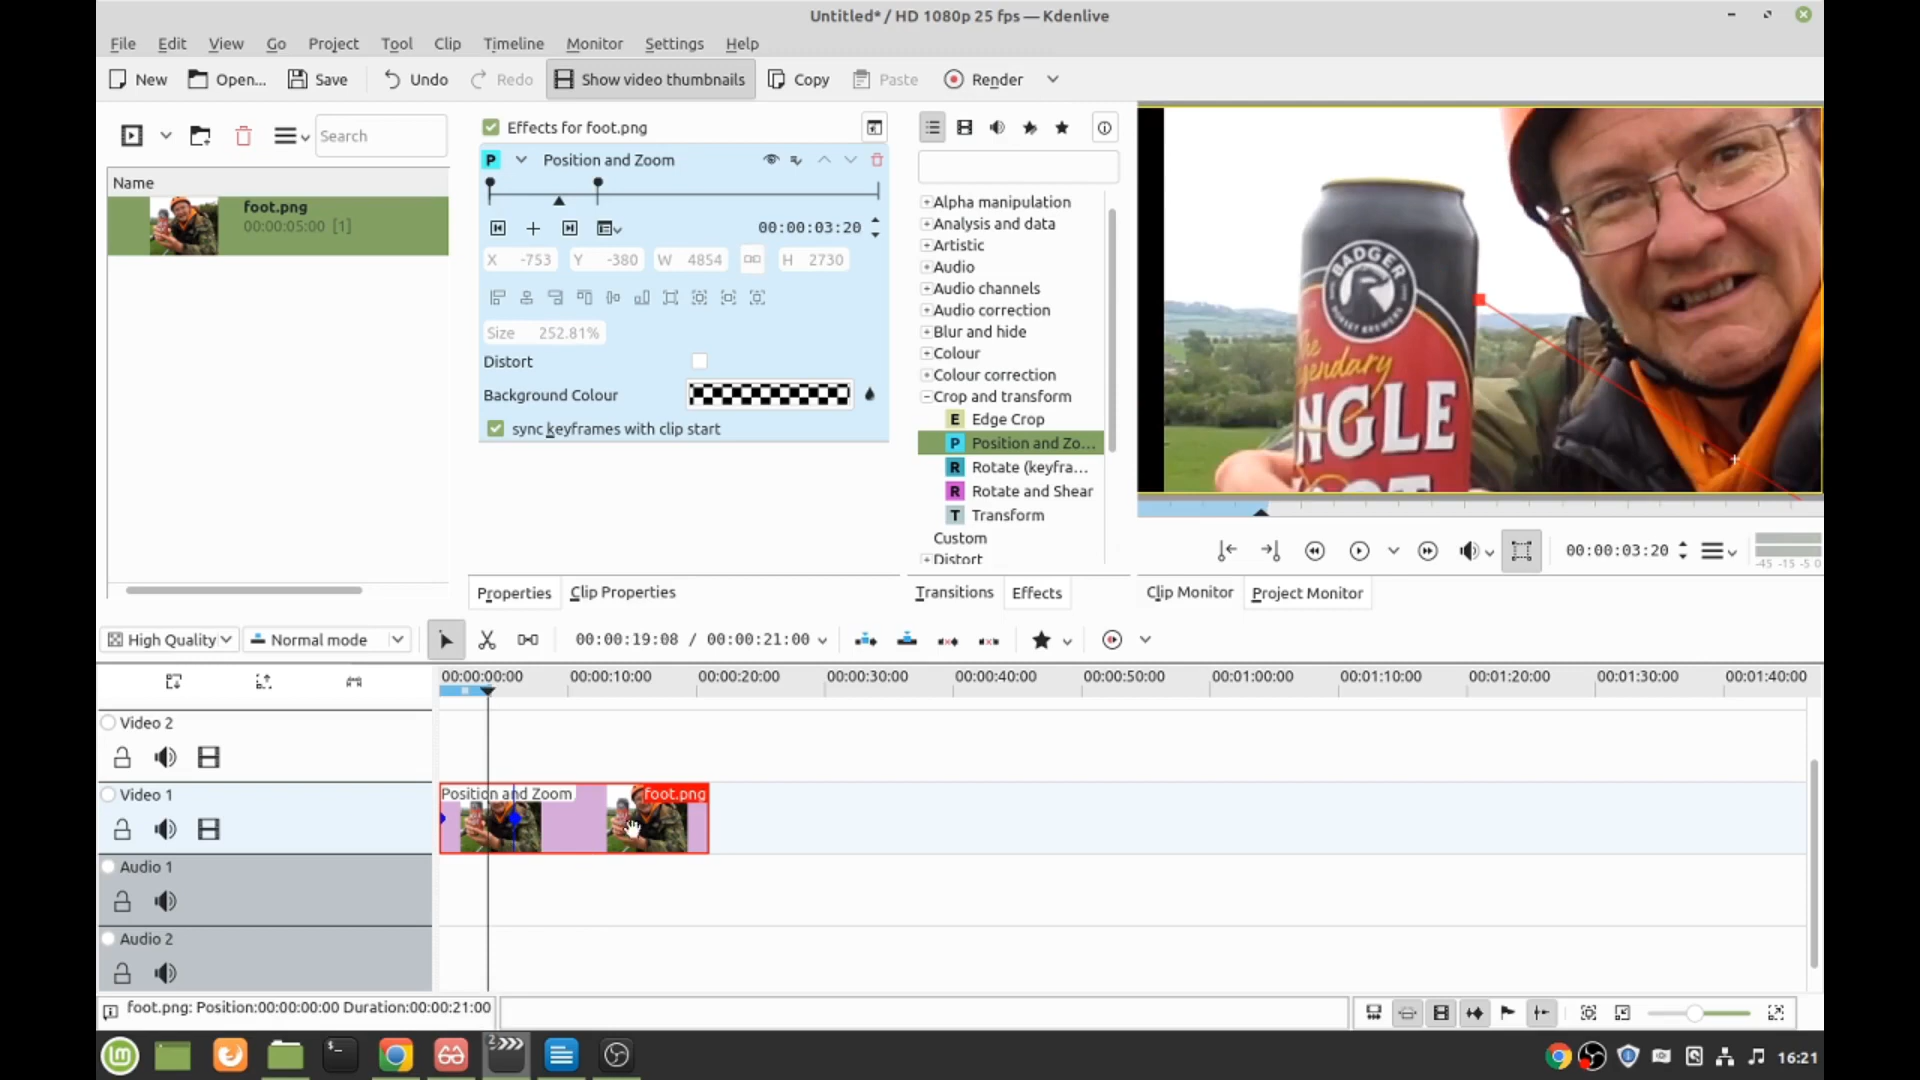 Untitled* / HD 1080p 25 fps — Kdenlive
File Edit View Go Project Tool Clip Timeline Monitor Settings Help
New Open... Save Undo Redo Show video thumbnails Copy Paste Render
Search
Name
foot.png
00:00:05:00 [1]
Effects for foot.png
P Position and Zoom
00:00:03:20
X -753 Y -380 W 4854 H 2730
Size 252.81%
Distort
Background Colour
sync keyframes with clip start
Alpha manipulation
Analysis and data
Artistic
Audio
Audio channels
Audio correction
Blur and hide
Colour
Colour correction
Crop and transform
E Edge Crop
P Position and Zo...
R Rotate (keyfra...
R Rotate and Shear
T Transform
Custom
Distort
BADGER
DORSET BREWERS
The
Legendary
NGLE
00:00:03:20
-45 -15 -5 0
Properties Clip Properties
Transitions Effects
Clip Monitor Project Monitor
High Quality Normal mode
00:00:19:08 / 00:00:21:00
00:00:00:00 00:00:10:00 00:00:20:00 00:00:30:00 00:00:40:00 00:00:50:00 00:01:00:00 00:01:10:00 00:01:20:00 00:01:30:00 00:01:40:00
Video 2
Video 1
Position and Zoom foot.png
Audio 1
Audio 2
foot.png: Position:00:00:00:00 Duration:00:00:21:00
16:21